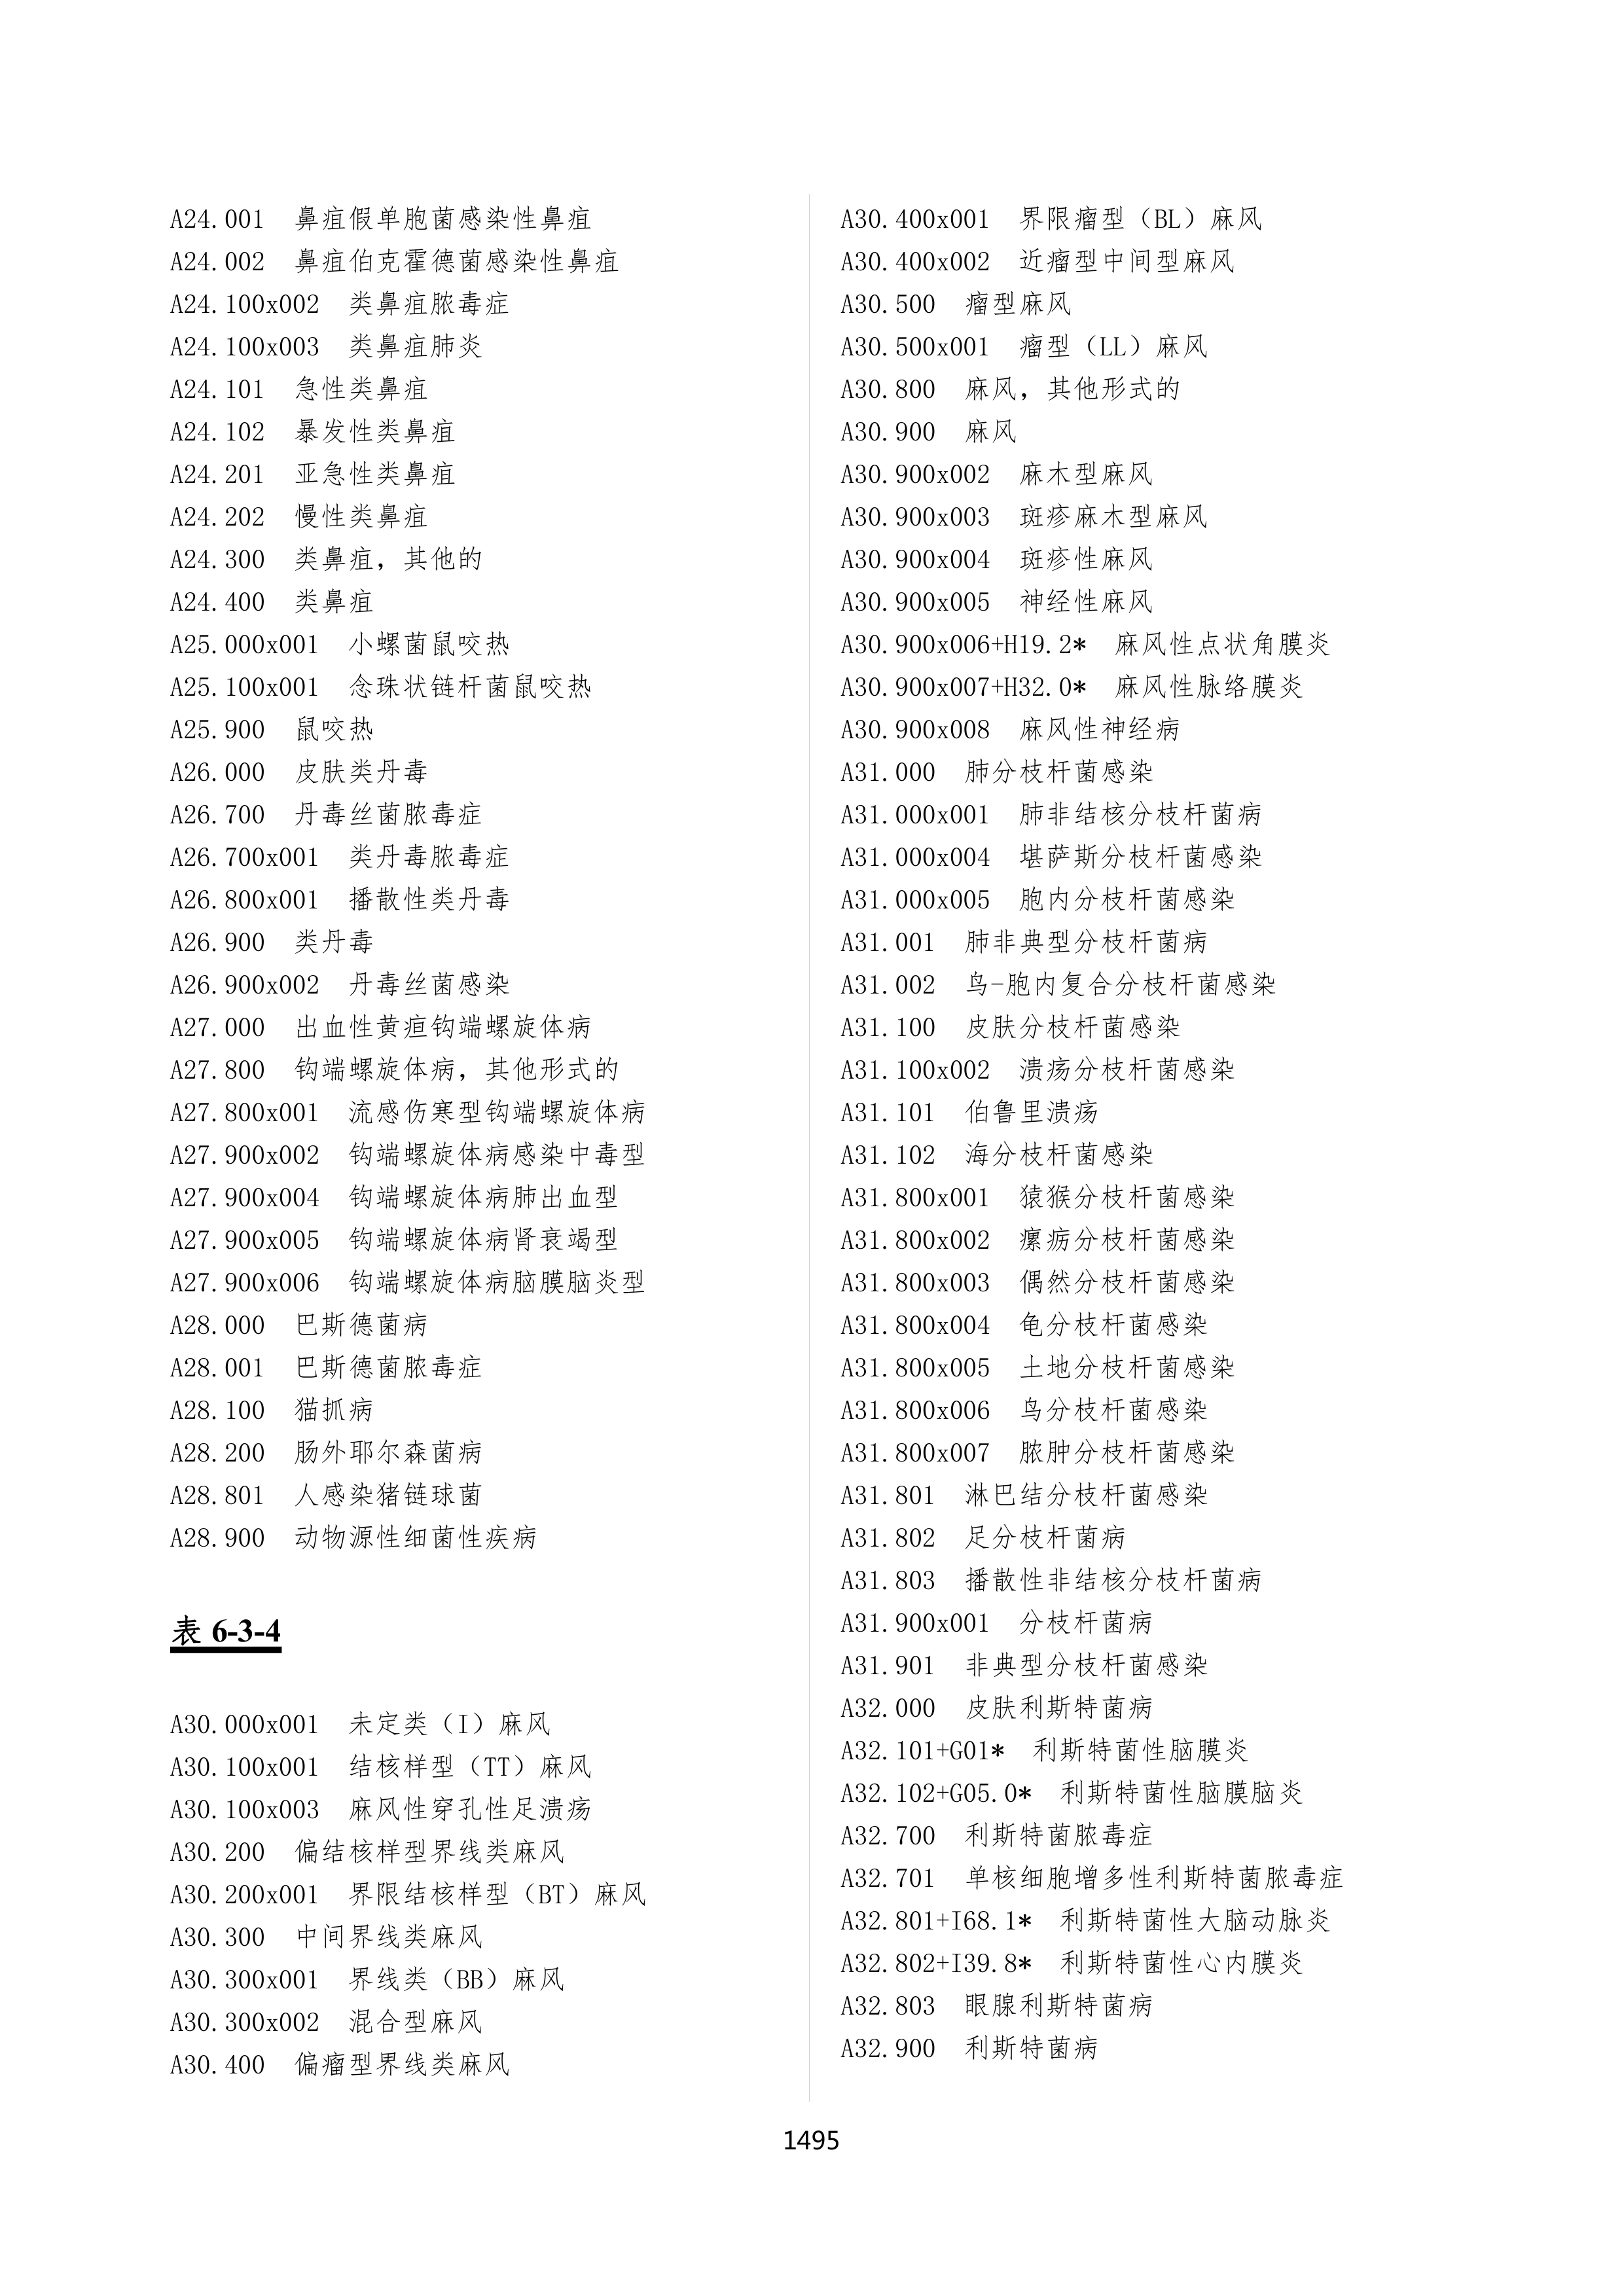 A24.001 鼻疽假单胞菌感染性鼻疽
A24.002 鼻疽伯克霍德菌感染性鼻疽
A24.100x002 类鼻疽脓毒症
A24.100x003 类鼻疽肺炎
A24.101 急性类鼻疽
A24.102 暴发性类鼻疽
A24.201 亚急性类鼻疽
A24.202 慢性类鼻疽
A24.300 类鼻疽，其他的
A24.400 类鼻疽
A25.000x001 小螺菌鼠咬热
A25.100x001 念珠状链杆菌鼠咬热
A25.900 鼠咬热
A26.000 皮肤类丹毒
A26.700 丹毒丝菌脓毒症
A26.700x001 类丹毒脓毒症
A26.800x001 播散性类丹毒
A26.900 类丹毒
A26.900x002 丹毒丝菌感染
A27.000 出血性黄疸钩端螺旋体病
A27.800 钩端螺旋体病，其他形式的
A27.800x001 流感伤寒型钩端螺旋体病
A27.900x002 钩端螺旋体病感染中毒型
A27.900x004 钩端螺旋体病肺出血型
A27.900x005 钩端螺旋体病肾衰竭型
A27.900x006 钩端螺旋体病脑膜脑炎型
A28.000 巴斯德菌病
A28.001 巴斯德菌脓毒症
A28.100 猫抓病
A28.200 肠外耶尔森菌病
A28.801 人感染猪链球菌
A28.900 动物源性细菌性疾病
表 6-3-4
A30.000x001 未定类（I）麻风
A30.100x001 结核样型（TT）麻风
A30.100x003 麻风性穿孔性足溃疡
A30.200 偏结核样型界线类麻风
A30.200x001 界限结核样型（BT）麻风
A30.300 中间界线类麻风
A30.300x001 界线类（BB）麻风
A30.300x002 混合型麻风
A30.400 偏瘤型界线类麻风
A30.400x001 界限瘤型（BL）麻风
A30.400x002 近瘤型中间型麻风
A30.500 瘤型麻风
A30.500x001 瘤型（LL）麻风
A30.800 麻风，其他形式的
A30.900 麻风
A30.900x002 麻木型麻风
A30.900x003 斑疹麻木型麻风
A30.900x004 斑疹性麻风
A30.900x005 神经性麻风
A30.900x006+H19.2* 麻风性点状角膜炎
A30.900x007+H32.0* 麻风性脉络膜炎
A30.900x008 麻风性神经病
A31.000 肺分枝杆菌感染
A31.000x001 肺非结核分枝杆菌病
A31.000x004 堪萨斯分枝杆菌感染
A31.000x005 胞内分枝杆菌感染
A31.001 肺非典型分枝杆菌病
A31.002 鸟-胞内复合分枝杆菌感染
A31.100 皮肤分枝杆菌感染
A31.100x002 溃疡分枝杆菌感染
A31.101 伯鲁里溃疡
A31.102 海分枝杆菌感染
A31.800x001 猿猴分枝杆菌感染
A31.800x002 瘰疬分枝杆菌感染
A31.800x003 偶然分枝杆菌感染
A31.800x004 龟分枝杆菌感染
A31.800x005 土地分枝杆菌感染
A31.800x006 鸟分枝杆菌感染
A31.800x007 脓肿分枝杆菌感染
A31.801 淋巴结分枝杆菌感染
A31.802 足分枝杆菌病
A31.803 播散性非结核分枝杆菌病
A31.900x001 分枝杆菌病
A31.901 非典型分枝杆菌感染
A32.000 皮肤利斯特菌病
A32.101+G01* 利斯特菌性脑膜炎
A32.102+G05.0* 利斯特菌性脑膜脑炎
A32.700 利斯特菌脓毒症
A32.701 单核细胞增多性利斯特菌脓毒症
A32.801+I68.1* 利斯特菌性大脑动脉炎
A32.802+I39.8* 利斯特菌性心内膜炎
A32.803 眼腺利斯特菌病
A32.900 利斯特菌病
1495